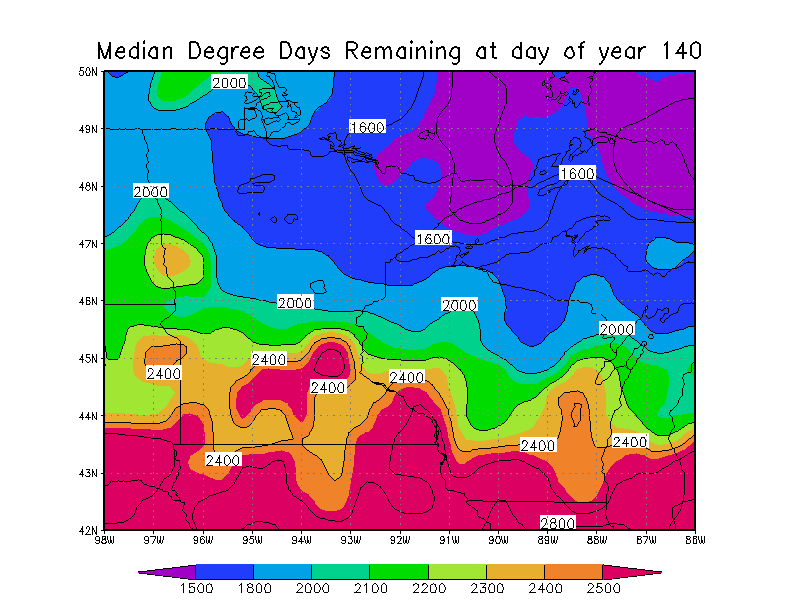 Median Degree Days Remaining at day of year 140
50N
2000
49N
1600
48N
2000
1600
47N
1600
46N
2000
2000
2000
45N
2400
2400
2400
2400
44N
2400
2400
2400
43N
42N
2800
98W 97W 96W 95W 94W 93W 92W 91W 90W 89W 88W 87W 86W
1500 1800 2000 2100 2200 2300 2400 2500